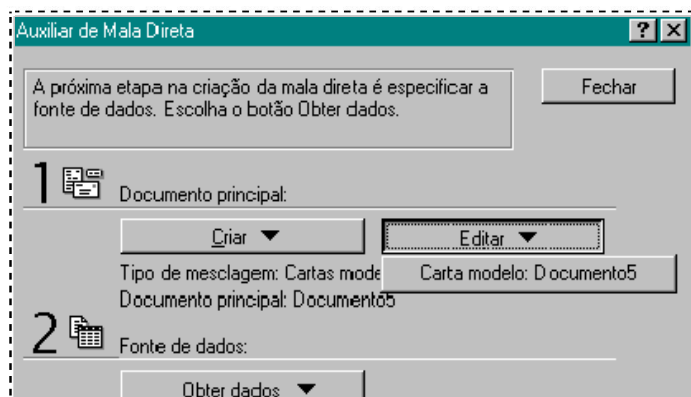 Auxiliar de Mala Direta
A próxima etapa na criação da mala direta é especificar a
fonte de dados. Escolha o botão Obter dados.
Fechar
1
Documento principal:
Criar
Editar
Tipo de mesclagem: Cartas mode
Carta modelo: Documento5
Documento principal: Documento5
2
Fonte de dados:
Obter dados